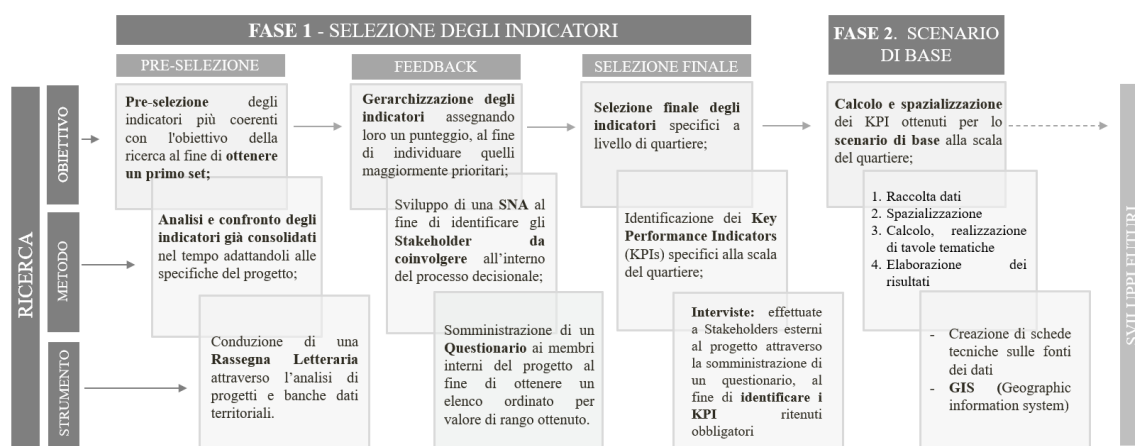 FASE 1 - SELEZIONE DEGLI INDICATORI
FASE 2. SCENARIO
DI BASE
PRE-SELEZIONE
FEEDBACK
SELEZIONE FINALE
RICERCA
OBIETTIVO
Pre-selezione degli
indicatori più coerenti
con l'obiettivo della
ricerca al fine di ottenere
un primo set;
Gerarchizzazione degli
indicatori assegnando
loro un punteggio, al fine
di individuare quelli
maggiormente prioritari;
Selezione finale degli
indicatori specifici a
livello di quartiere;
Calcolo e spazializzazione
dei KPI ottenuti per lo
scenario di base alla scala
del quartiere;
METODO
Analisi e confronto degli
indicatori già consolidati
nel tempo adattandoli alle
specifiche del progetto;
Sviluppo di una SNA al
fine di identificare gli
Stakeholder da
coinvolgere all'interno
del processo decisionale;
Identificazione dei Key
Performance Indicators
(KPIs) specifici alla scala
del quartiere;
1. Raccolta dati
2. Spazializzazione
3. Calcolo, realizzazione
di tavole tematiche
4. Elaborazione dei
risultati
STRUMENTO
Conduzione di una
Rassegna Letteraria
attraverso l'analisi di
progetti e banche dati
territoriali.
Somministrazione di un
Questionario ai membri
interni del progetto al
fine di ottenere un
elenco ordinato per
valore di rango ottenuto.
Interviste: effettuate
a Stakeholders esterni
al progetto attraverso
la somministrazione di
un questionario, al
fine di identificare i
KPI ritenuti
obbligatori
- Creazione di schede
tecniche sulle fonti
dei dati
- GIS (Geographic
information system)
SVILUPPI FUTURI